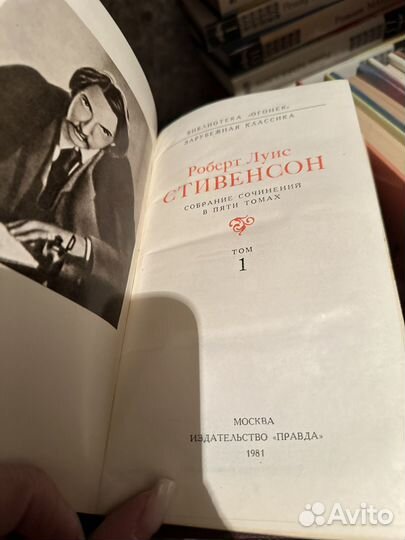 БИБЛИОТЕКА «ОГОНЕК»
ЗАРУБЕЖНАЯ КЛАССИКА
Роберт Луис
СТИВЕНСОН
СОБРАНИЕ СОЧИНЕНИЙ
В ПЯТИ ТОМАХ
ТОМ
1
МОСКВА
ИЗДАТЕЛЬСТВО «ПРАВДА»
1981
Avito